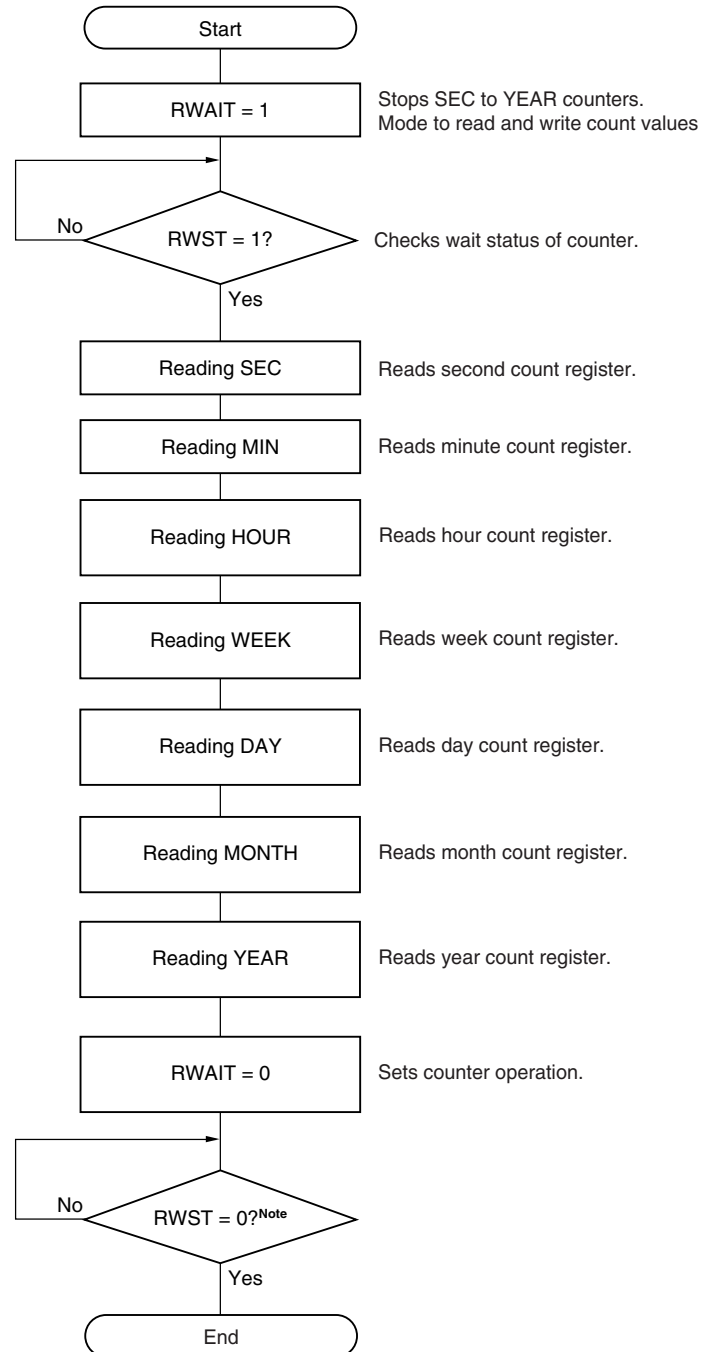 Start
RWAIT = 1
Stops SEC to YEAR counters.
Mode to read and write count values
No
RWST = 1?
Checks wait status of counter.
Yes
Reading SEC
Reads second count register.
Reading MIN
Reads minute count register.
Reading HOUR
Reads hour count register.
Reading WEEK
Reads week count register.
Reading DAY
Reads day count register.
Reading MONTH
Reads month count register.
Reading YEAR
Reads year count register.
RWAIT = 0
Sets counter operation.
No
RWST = 0?Note
Yes
End